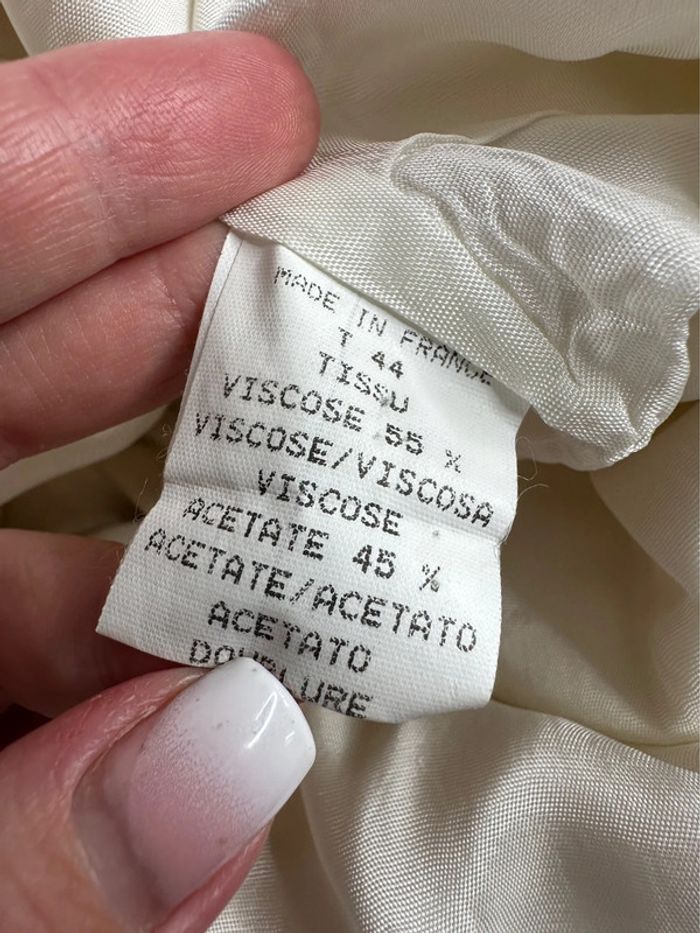 MADE IN FRANCE
T 44
TISSU
VISCOSE 55 %
VISCOSE/VISCOSA
VISCOSE
ACETATE 45 %
ACETATE/ACETATO
ACETATO
DOUBLURE